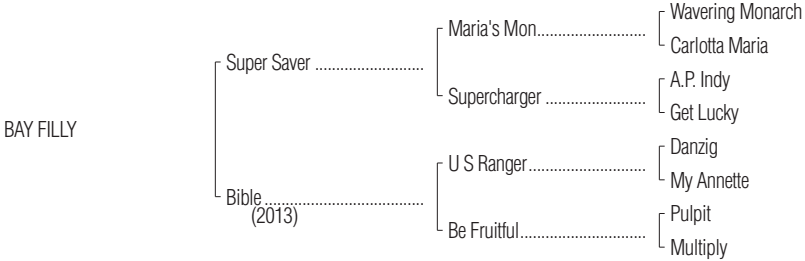 Wavering Monarch
Maria's Mon..........................
Carlotta Maria
Super Saver ..........................
A.P. Indy
Supercharger ........................
Get Lucky
BAY FILLY
Danzig
U S Ranger............................
My Annette
Bible......................................
(2013)
Pulpit
Be Fruitful..............................
Multiply